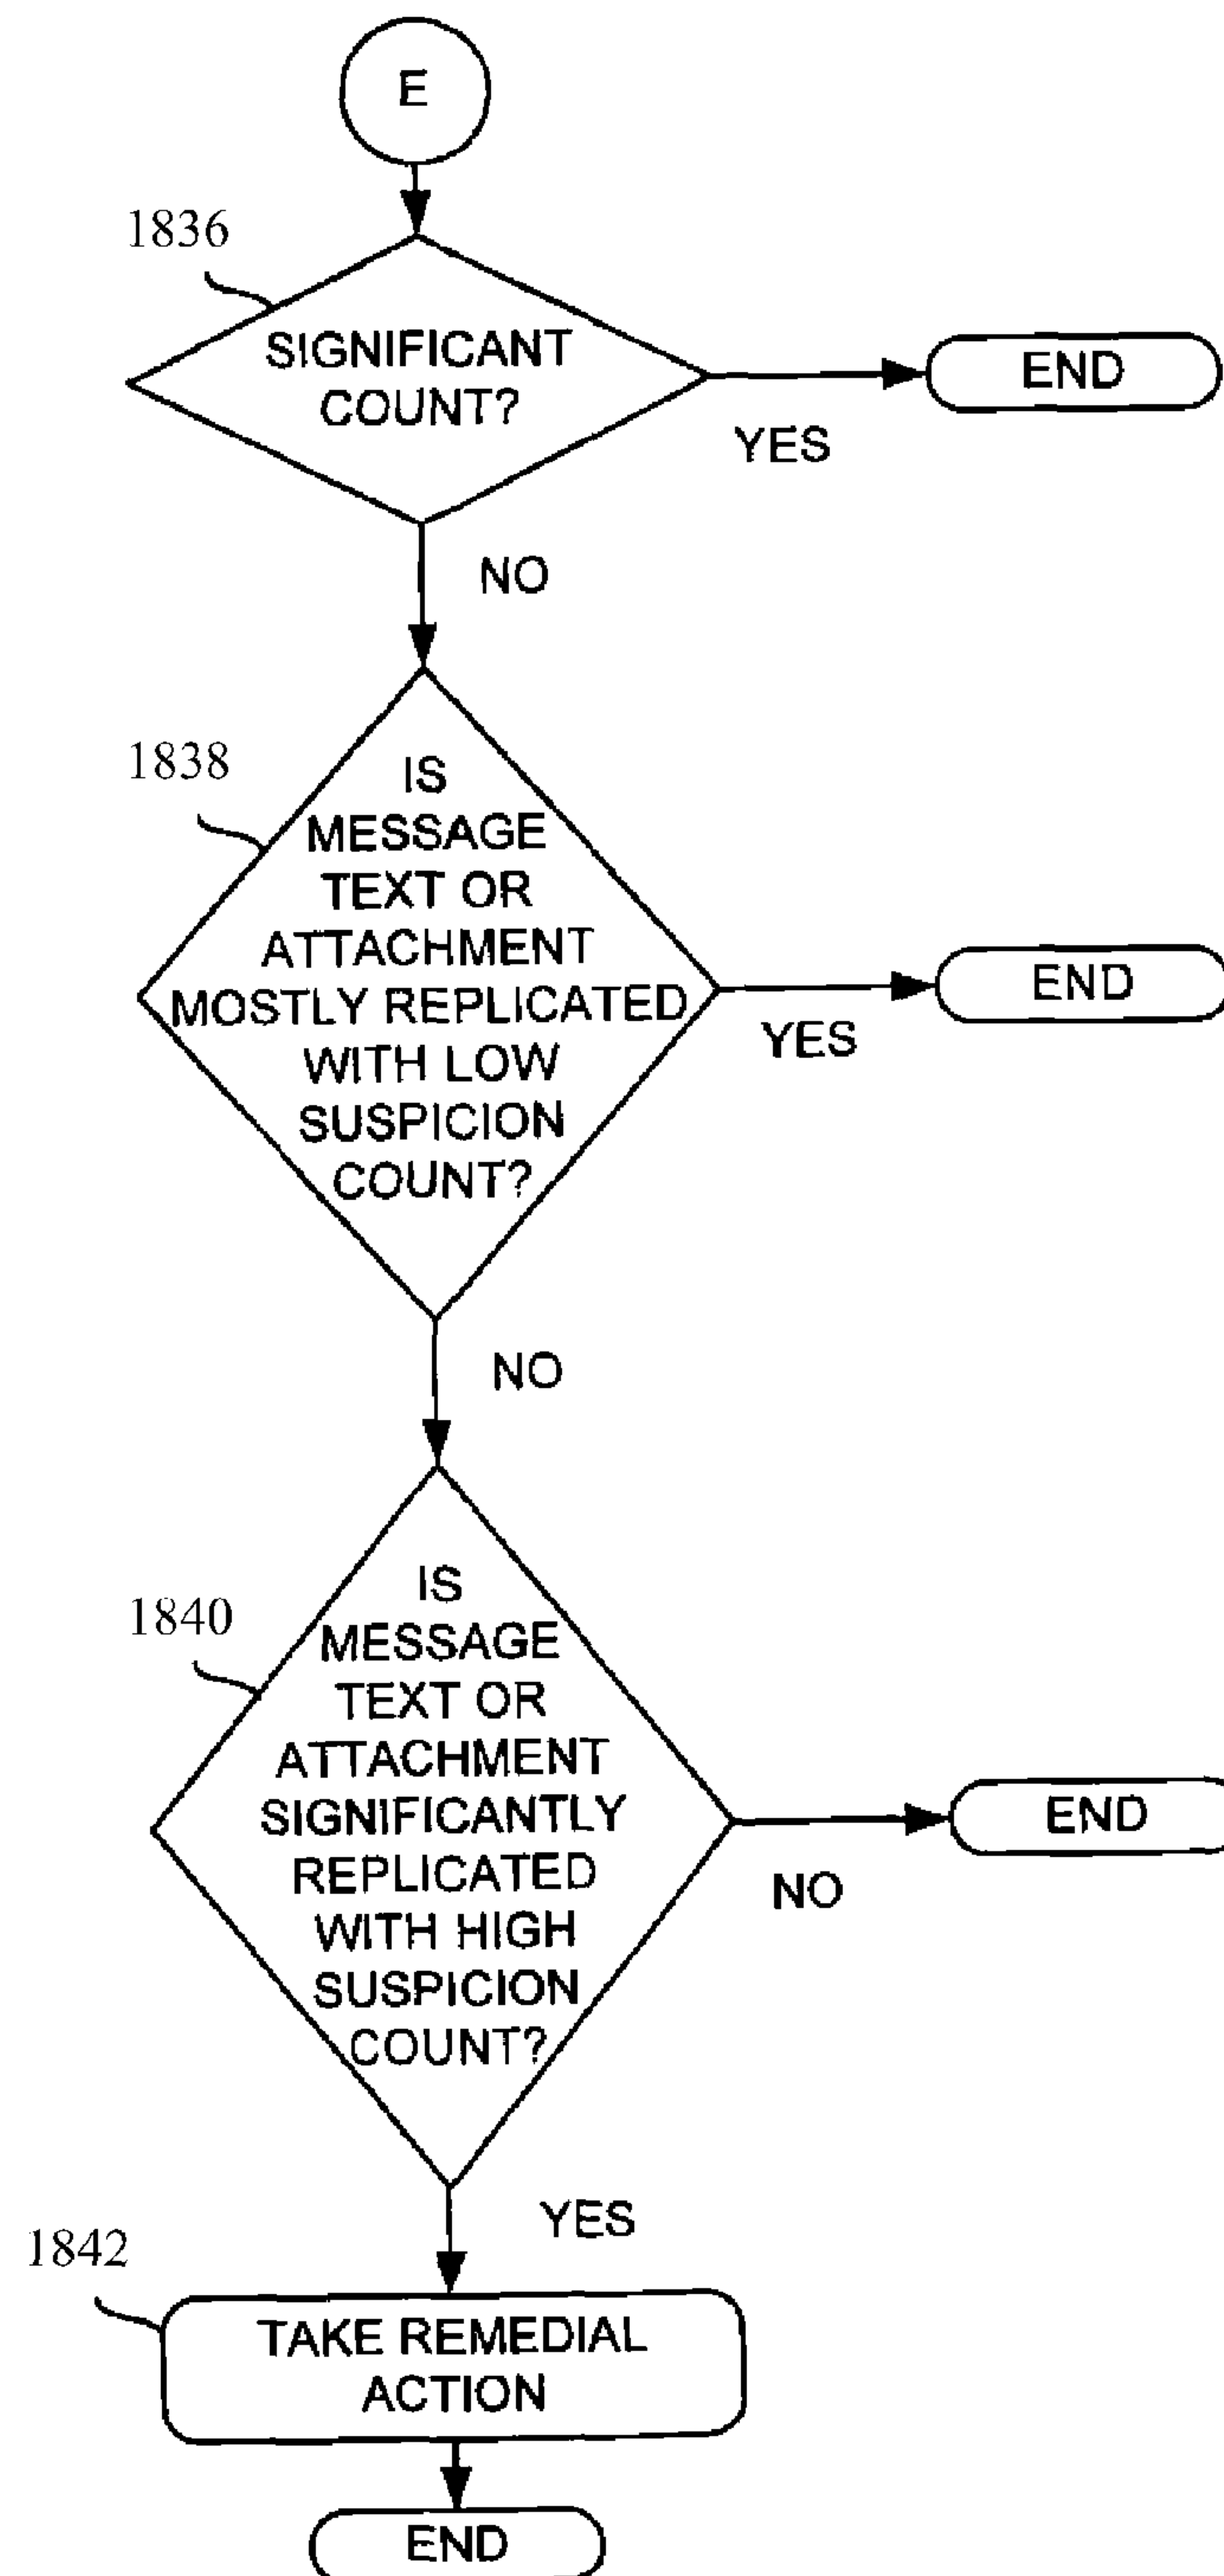 E
1836
SIGNIFICANT
COUNT?
END
YES
NO
1838
IS
MESSAGE
TEXT OR
ATTACHMENT
MOSTLY REPLICATED
WITH LOW
SUSPICION
COUNT?
END
YES
NO
1840
IS
MESSAGE
TEXT OR
ATTACHMENT
SIGNIFICANTLY
REPLICATED
WITH HIGH
SUSPICION
COUNT?
END
NO
YES
1842
TAKE REMEDIAL
ACTION
END